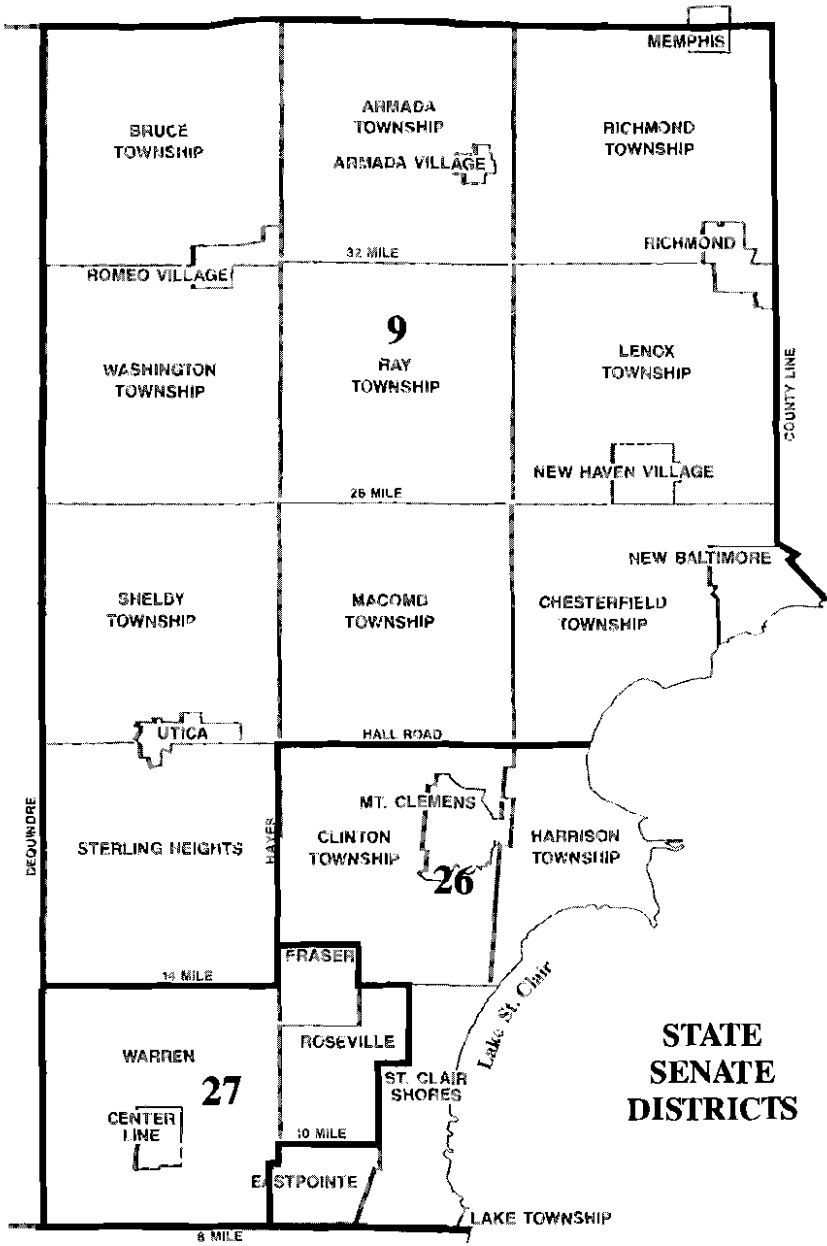 MEMPHIS
ARMADA
TOWNSHIP
BRUCE
TOWNSHIP
RICHMOND
TOWNSHIP
ARMADA VILLAGE
RICHMOND
32 MILE
ROMEO VILLAGE
9
WASHINGTON
TOWNSHIP
RAY
TOWNSHIP
LENOX
TOWNSHIP
COUNTY LINE
NEW HAVEN VILLAGE
26 MILE
NEW BALTIMORE
SHELBY
TOWNSHIP
MACOMB
TOWNSHIP
CHESTERFIELD
TOWNSHIP
UTICA
HALL ROAD
MT. CLEMENS
DEQUINDRE
STERLING HEIGHTS
HAYES
CLINTON
TOWNSHIP
HARRISON
TOWNSHIP
26
FRASER
14 MILE
Lake St. Clair
ROSEVILLE
WARREN
27
ST. CLAIR
SHORES
STATE
SENATE
DISTRICTS
CENTER
LINE
10 MILE
EASTPOINTE
LAKE TOWNSHIP
8 MILE